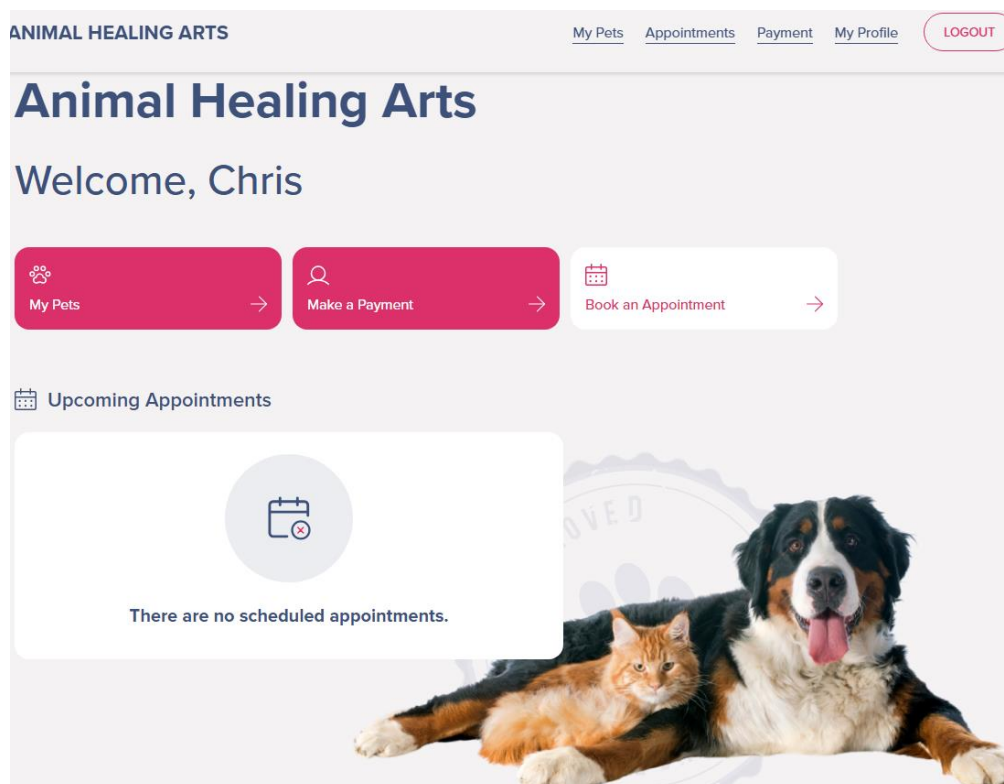 ANIMAL HEALING ARTS
My Pets Appointments Payment My Profile LOGOUT
Animal Healing Arts
Welcome, Chris
My Pets Make a Payment Book an Appointment
Upcoming Appointments
There are no scheduled appointments.